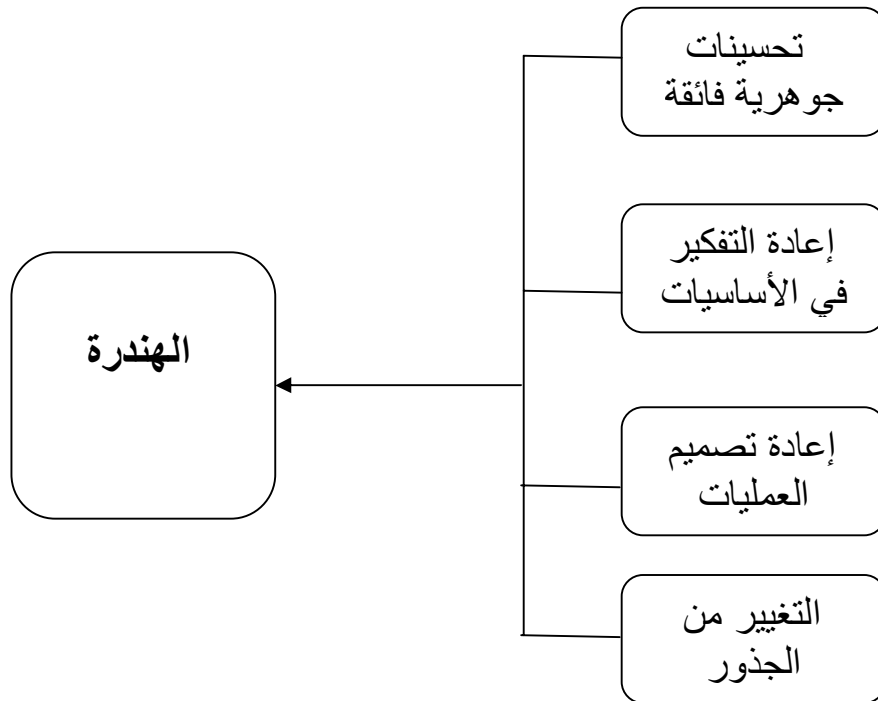 تحسينات
جوهرية فائقة
إعادة التفكير
في الأساسيات
الهندرة
إعادة تصميم
العمليات
التغيير من
الجذور